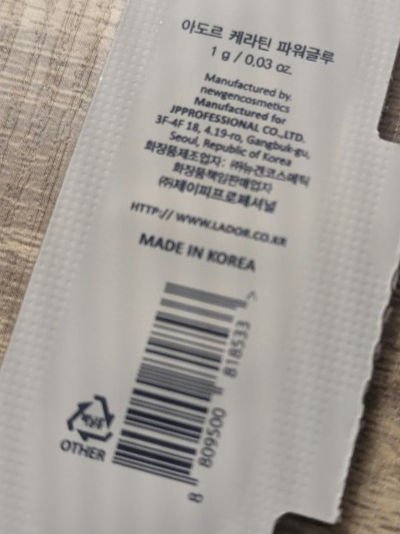 아도르 케라틴 파워글루
1 g / 0.03 oz.
Manufactured by.
newgencosmetics
Manufactured for
JPPROFESSIONAL CO.,LTD.
3F-4F 18, 4.19-ro, Gangbuk-gu,
Seoul, Republic of Korea
화장품제조업자: ㈜뉴겐코스메틱
화장품책임판매업자
㈜제이피프로페셔널
HTTP:// WWW.LADOR.CO.KR
MADE IN KOREA
8 809500 818533 >
OTHER